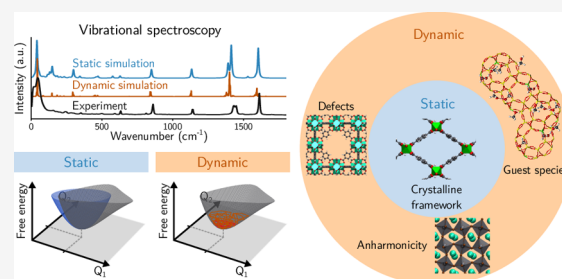 Vibrational spectroscopy
Intensity (a.u.)
Static simulation
Dynamic simulation
Experiment
0
500
1000
1500
Wavenumber (cm⁻¹)
Static
Dynamic
Free energy
Q₁
Free energy
Q₁
Dynamic
Defects
Static
Crystalline
framework
Guest species
Anharmonicity